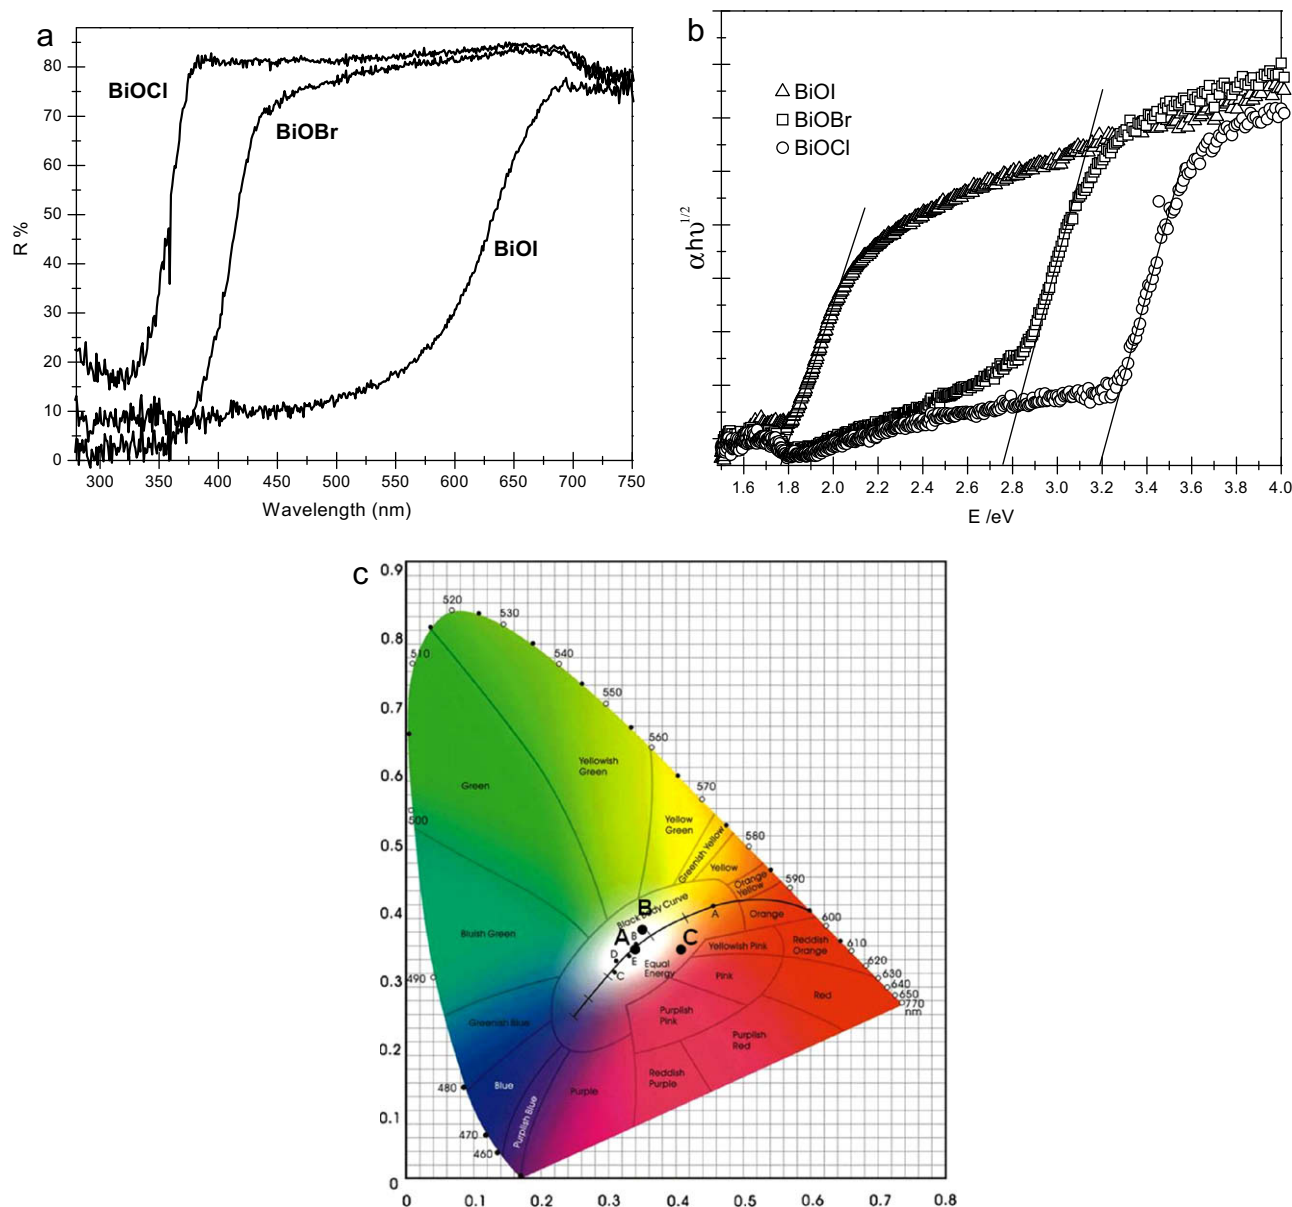 a
80
70
60
50
40
30
20
10
0
R %
BiOCl
BiOBr
BiOI
300 350 400 450 500 550 600 650 700 750
Wavelength (nm)
b
BiOI
BiOBr
BiOCl
αhυ1/2
1.6 2.0 2.2 2.4 2.6 2.8 3.0 3.2 3.4 3.6 3.8 4.0
1.8
E /eV
c
0.9
0.8
0.7
0.6
0.5
0.4
0.3
0.2
0.1
0
520
530
510
540
550
560
570
580
590
600
610
620
630
640
650
770
nm
500
490
480
470
460
Green
Yellowish
Green
Yellow
Green
Greenish Yellow
Yellow
Orange
Yellow
Orange
Reddish
Orange
Yellowish Pink
Pink
Red
Purplish
Pink
Purplish
Red
Reddish
Purple
Purple
Purplish Blue
Blue
Greenish Blue
Bluish Green
Black Body Curve
Equal
Energy
A
B
C
A
B
C
D
E
0 0.1 0.2 0.3 0.4 0.5 0.6 0.7 0.8